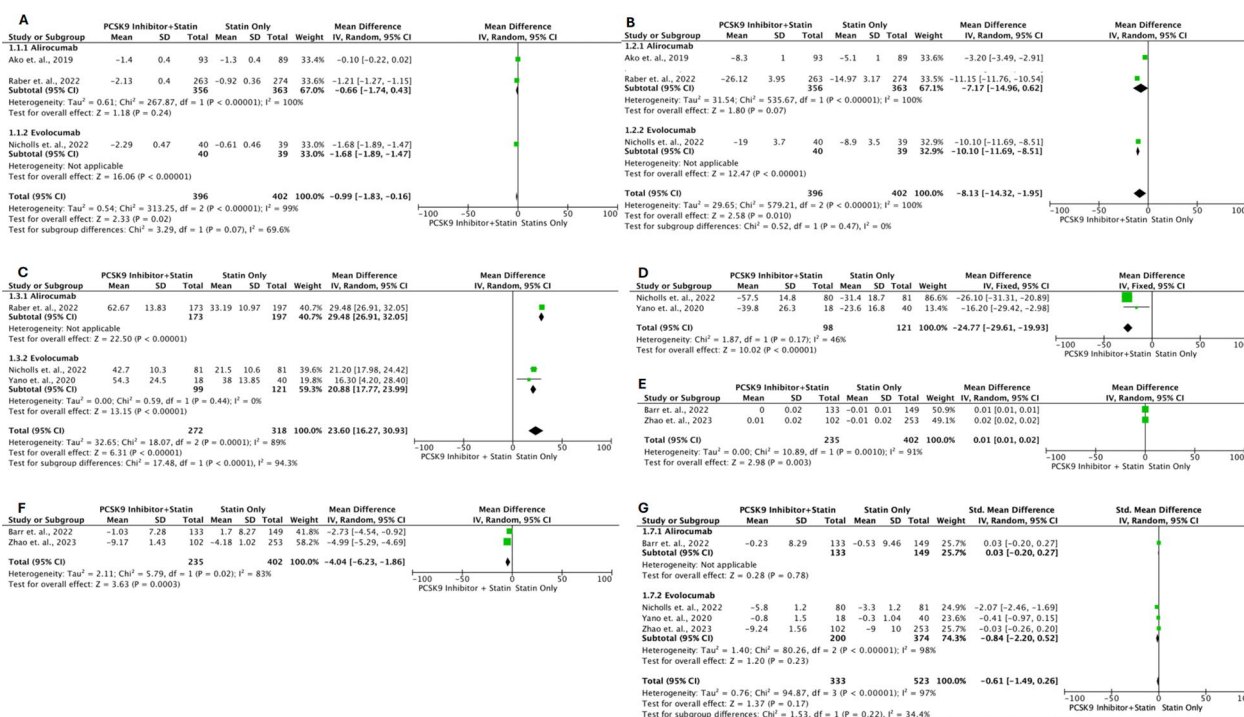 A
PCSK9 Inhibitor+Statin Statin Only Mean Difference Mean Difference
Study or Subgroup Mean SD Total Mean SD Total Weight IV, Random, 95% CI IV, Random, 95% CI
1.1.1 Alirocumab
Ako et al., 2019 −1.4 0.4 93 −1.3 0.4 89 33.4% −0.10 [−0.22, 0.02]
Raber et. al., 2022 −2.13 0.4 263 −0.92 0.36 274 33.6% −1.21 [−1.27, −1.15]
Subtotal (95% CI) 356 363 67.0% −0.66 [−1.74, 0.43]
Heterogeneity: Tau² = 0.61; Chi² = 267.87, df = 1 (P < 0.00001); I² = 100%
Test for overall effect: Z = 1.18 (P = 0.24)
1.1.2 Evolocumab
Nicholls et. al., 2022 −2.29 0.47 40 −0.61 0.46 39 33.0% −1.68 [−1.89, −1.47]
Subtotal (95% CI) 40 39 33.0% −1.68 [−1.89, −1.47]
Heterogeneity: Not applicable
Test for overall effect: Z = 16.06 (P < 0.00001)
Total (95% CI) 396 402 100.0% −0.99 [−1.83, −0.16]
Heterogeneity: Tau² = 0.54; Chi² = 313.25, df = 2 (P < 0.00001); I² = 99%
Test for overall effect: Z = 2.33 (P = 0.02)
Test for subgroup differences: Chi² = 3.29, df = 1 (P = 0.07), I² = 69.6%
−100 −50 0 50 100
PCSK9 Inhibitor+Statin Statins Only
B
PCSK9 Inhibitor+Statin Statin Only Mean Difference Mean Difference
Study or Subgroup Mean SD Total Mean SD Total Weight IV, Random, 95% CI IV, Random, 95% CI
1.2.1 Alirocumab
Ako et al., 2019 −8.3 1 93 −5.1 1 89 33.6% −3.20 [−3.49, −2.91]
Raber et. al., 2022 −26.12 3.95 263 −14.97 3.17 274 33.5% −11.15 [−11.76, −10.54]
Subtotal (95% CI) 356 363 67.1% −7.17 [−14.96, 0.62]
Heterogeneity: Tau² = 31.54; Chi² = 535.67, df = 1 (P < 0.00001); I² = 100%
Test for overall effect: Z = 1.80 (P = 0.07)
1.2.2 Evolocumab
Nicholls et. al., 2022 −19 3.7 40 −8.9 3.5 39 32.9% −10.10 [−11.69, −8.51]
Subtotal (95% CI) 40 39 32.9% −10.10 [−11.69, −8.51]
Heterogeneity: Not applicable
Test for overall effect: Z = 12.47 (P < 0.00001)
Total (95% CI) 396 402 100.0% −8.13 [−14.32, −1.95]
Heterogeneity: Tau² = 29.65; Chi² = 579.21, df = 2 (P < 0.00001); I² = 100%
Test for overall effect: Z = 2.58 (P = 0.010)
Test for subgroup differences: Chi² = 0.52, df = 1 (P = 0.47), I² = 0%
−100 −50 0 50 100
PCSK9 Inhibitor+Statin Statins Only
C
PCSK9 Inhibitor+Statin Statin Only Mean Difference Mean Difference
Study or Subgroup Mean SD Total Mean SD Total Weight IV, Random, 95% CI IV, Random, 95% CI
1.3.1 Alirocumab
Raber et. al., 2022 62.67 13.83 173 33.19 10.97 197 40.7% 29.48 [26.91, 32.05]
Subtotal (95% CI) 173 197 40.7% 29.48 [26.91, 32.05]
Heterogeneity: Not applicable
Test for overall effect: Z = 22.50 (P < 0.00001)
1.3.2 Evolocumab
Nicholls et. al., 2022 42.7 10.3 81 21.5 10.6 81 39.6% 21.20 [17.98, 24.42]
Yano et. al., 2020 54.3 24.5 18 38 13.85 40 19.8% 16.30 [4.20, 28.40]
Subtotal (95% CI) 99 121 59.3% 20.88 [17.77, 23.99]
Heterogeneity: Tau² = 0.00; Chi² = 0.59, df = 1 (P = 0.44); I² = 0%
Test for overall effect: Z = 13.15 (P < 0.00001)
Total (95% CI) 272 318 100.0% 23.60 [16.27, 30.93]
Heterogeneity: Tau² = 32.65; Chi² = 18.07, df = 2 (P = 0.0001); I² = 89%
Test for overall effect: Z = 6.31 (P < 0.00001)
Test for subgroup differences: Chi² = 17.48, df = 1 (P < 0.0001), I² = 94.3%
−100 −50 0 50 100
PCSK9 Inhibitor+Statin Statin Only
D
PCSK9 Inhibitor+Statin Statin Only Mean Difference Mean Difference
Study or Subgroup Mean SD Total Mean SD Total Weight IV, Fixed, 95% CI IV, Fixed, 95% CI
Nicholls et. al., 2022 −57.5 14.8 80 −31.4 18.7 81 86.6% −26.10 [−31.31, −20.89]
Yano et. al., 2020 −39.8 26.3 18 −23.6 16.8 40 13.4% −16.20 [−29.42, −2.98]
Total (95% CI) 98 121 100.0% −24.77 [−29.61, −19.93]
Heterogeneity: Chi² = 1.87, df = 1 (P = 0.17); I² = 46%
Test for overall effect: Z = 10.02 (P < 0.00001)
−100 −50 0 50 100
PCSK9 Inhibitor+Statin Statin Only
E
PCSK9 Inhibitor+Statin Statin Only Mean Difference Mean Difference
Study or Subgroup Mean SD Total Mean SD Total Weight IV, Random, 95% CI IV, Random, 95% CI
Barr et. al., 2022 0 0.02 133 −0.01 0.01 149 50.9% 0.01 [0.01, 0.01]
Zhao et. al., 2023 0.01 0.02 102 −0.01 0.02 253 49.1% 0.02 [0.02, 0.02]
Total (95% CI) 235 402 100.0% 0.01 [0.01, 0.02]
Heterogeneity: Tau² = 0.00; Chi² = 10.89, df = 1 (P = 0.0010); I² = 91%
Test for overall effect: Z = 2.98 (P = 0.003)
−100 −50 0 50 100
PCSK9 Inhibitor + Statin Statin Only
F
PCSK9 Inhibitor+Statin Statin Only Mean Difference Mean Difference
Study or Subgroup Mean SD Total Mean SD Total Weight IV, Random, 95% CI IV, Random, 95% CI
Barr et. al., 2022 −1.03 7.28 133 1.7 8.27 149 41.8% −2.73 [−4.54, −0.92]
Zhao et. al., 2023 −9.17 1.43 102 −4.18 1.02 253 58.2% −4.99 [−5.29, −4.69]
Total (95% CI) 235 402 100.0% −4.04 [−6.23, −1.86]
Heterogeneity: Tau² = 2.11; Chi² = 5.79, df = 1 (P = 0.02); I² = 83%
Test for overall effect: Z = 3.63 (P = 0.0003)
−100 −50 0 50 100
PCSK9 Inhibitor + Statin Statin Only
G
PCSK9 Inhibitor+Statin Statin Only Std. Mean Difference Std. Mean Difference
Study or Subgroup Mean SD Total Mean SD Total Weight IV, Random, 95% CI IV, Random, 95% CI
1.7.1 Alirocumab
Barr et. al., 2022 −0.23 8.29 133 −0.53 9.46 149 25.7% 0.03 [−0.20, 0.27]
Subtotal (95% CI) 133 149 25.7% 0.03 [−0.20, 0.27]
Heterogeneity: Not applicable
Test for overall effect: Z = 0.28 (P = 0.78)
1.7.2 Evolocumab
Nicholls et. al., 2022 −5.8 1.2 80 −3.3 1.2 81 24.9% −2.07 [−2.46, −1.69]
Yano et. al., 2020 −0.8 1.5 18 −0.3 1.04 40 23.6% −0.41 [−0.97, 0.15]
Zhao et. al., 2023 −9.24 1.56 102 −9 10 253 25.7% −0.03 [−0.26, 0.20]
Subtotal (95% CI) 200 374 74.3% −0.84 [−2.20, 0.52]
Heterogeneity: Tau² = 1.40; Chi² = 80.26, df = 2 (P < 0.00001); I² = 98%
Test for overall effect: Z = 1.20 (P = 0.23)
Total (95% CI) 333 523 100.0% −0.61 [−1.49, 0.26]
Heterogeneity: Tau² = 0.76; Chi² = 94.87, df = 3 (P < 0.00001); I² = 97%
Test for overall effect: Z = 1.37 (P = 0.17)
Test for subgroup differences: Chi² = 1.53, df = 1 (P = 0.22), I² = 34.4%
−100 −50 0 50 100
PCSK9 Inhibitor+Statin Statin Only